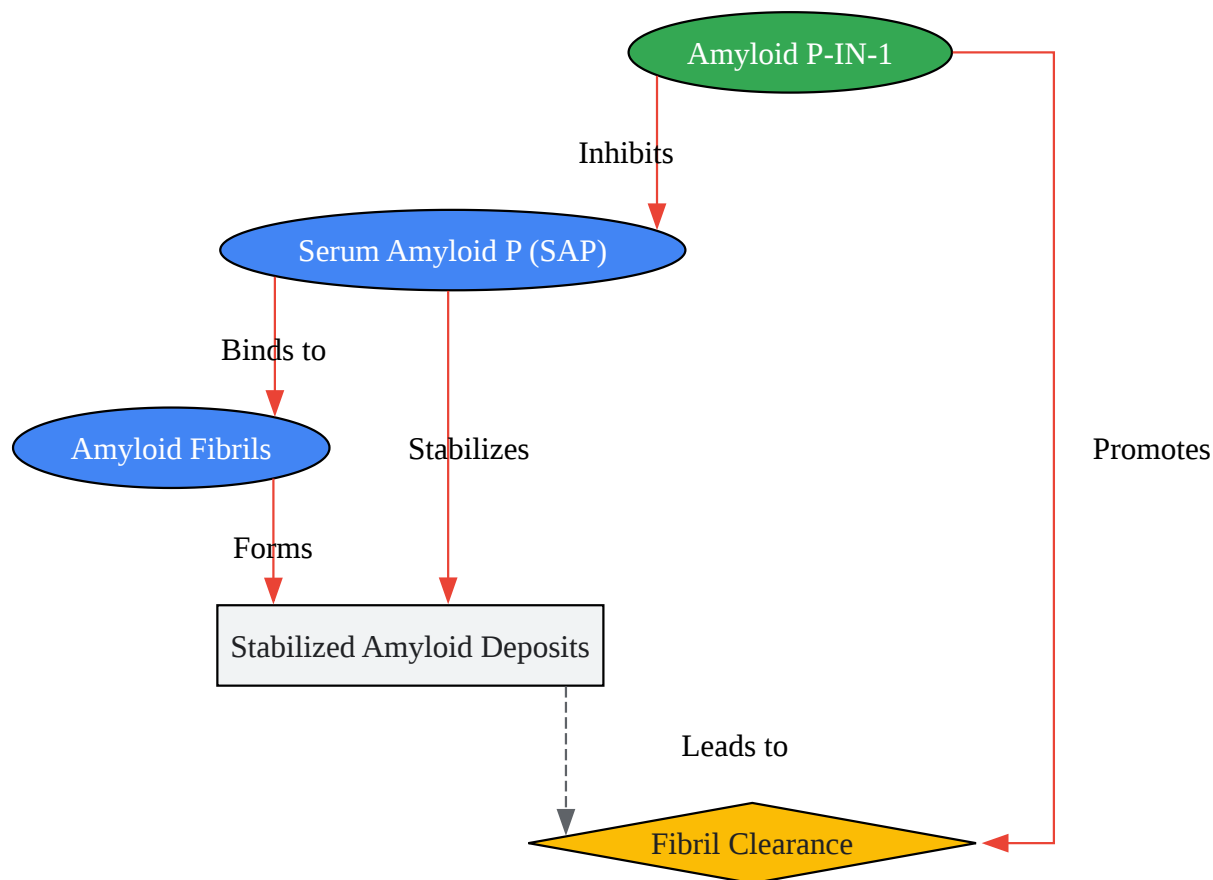 Amyloid P-IN-1
Inhibits
Serum Amyloid P (SAP)
Binds to
Amyloid Fibrils
Stabilizes
Promotes
Forms
Stabilized Amyloid Deposits
Leads to
Fibril Clearance